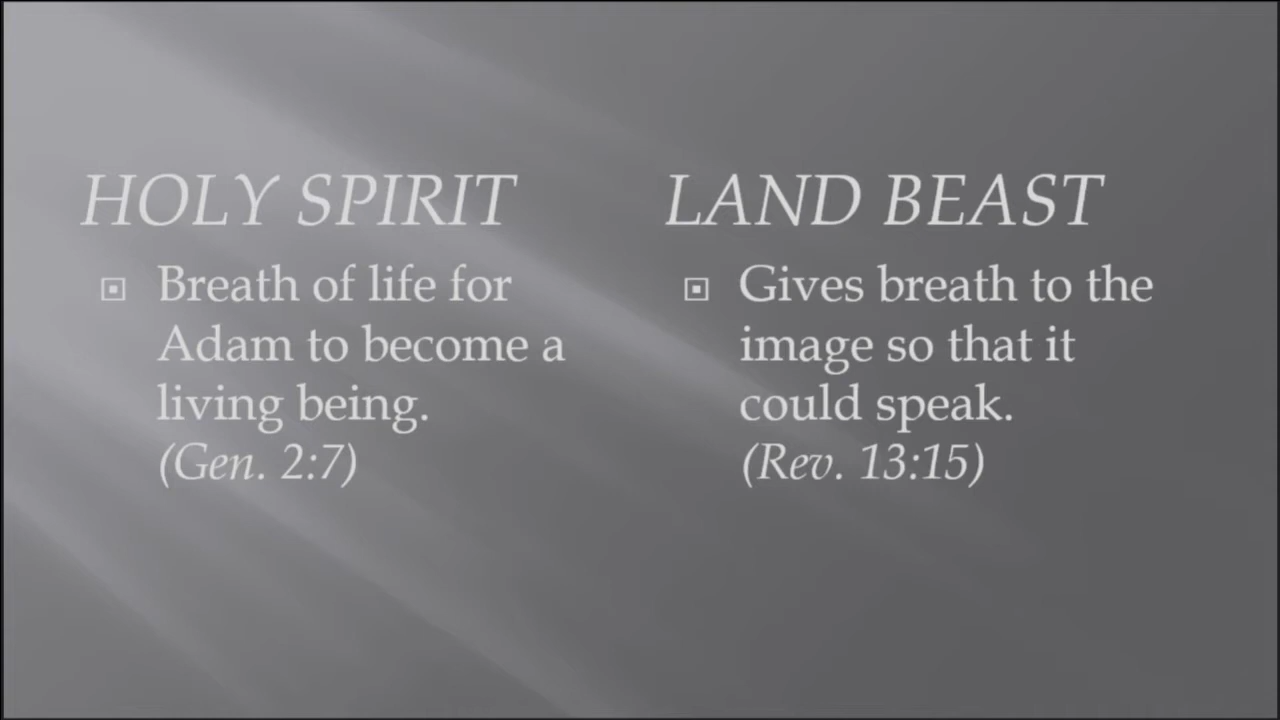 HOLY SPIRIT
Breath of life for
Adam to become a
living being.
(Gen. 2:7)
LAND BEAST
Gives breath to the
image so that it
could speak.
(Rev. 13:15)